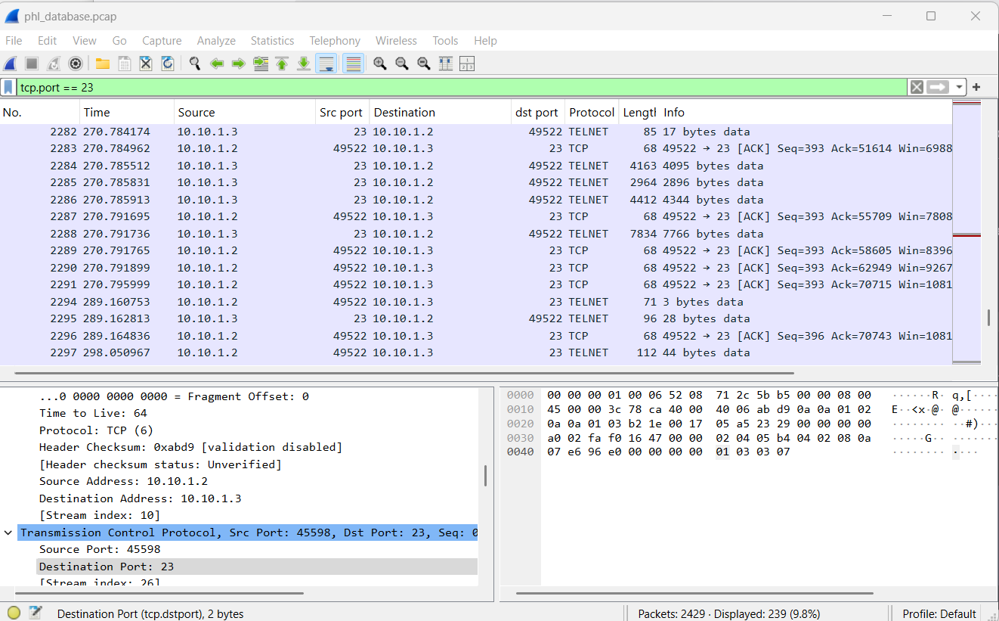 phl_database.pcap
File Edit View Go Capture Analyze Statistics Telephony Wireless Tools Help
tcp.port == 23
No. Time Source Src port Destination dst port Protocol Lengtl Info
2282 270.784174 10.10.1.3 23 10.10.1.2 49522 TELNET 85 17 bytes data
2283 270.784962 10.10.1.2 49522 10.10.1.3 23 TCP 68 49522 → 23 [ACK] Seq=393 Ack=51614 Win=6988
2284 270.785512 10.10.1.3 23 10.10.1.2 49522 TELNET 4163 4095 bytes data
2285 270.785831 10.10.1.3 23 10.10.1.2 49522 TELNET 2964 2896 bytes data
2286 270.785913 10.10.1.3 23 10.10.1.2 49522 TELNET 4412 4344 bytes data
2287 270.791695 10.10.1.2 49522 10.10.1.3 23 TCP 68 49522 → 23 [ACK] Seq=393 Ack=55709 Win=7808
2288 270.791736 10.10.1.3 23 10.10.1.2 49522 TELNET 7834 7766 bytes data
2289 270.791765 10.10.1.2 49522 10.10.1.3 23 TCP 68 49522 → 23 [ACK] Seq=393 Ack=58605 Win=8396
2290 270.791899 10.10.1.2 49522 10.10.1.3 23 TCP 68 49522 → 23 [ACK] Seq=393 Ack=62949 Win=9267
2291 270.795999 10.10.1.2 49522 10.10.1.3 23 TCP 68 49522 → 23 [ACK] Seq=393 Ack=70715 Win=1081
2294 289.160753 10.10.1.2 49522 10.10.1.3 23 TELNET 71 3 bytes data
2295 289.162813 10.10.1.3 23 10.10.1.2 49522 TELNET 96 28 bytes data
2296 289.164836 10.10.1.2 49522 10.10.1.3 23 TCP 68 49522 → 23 [ACK] Seq=396 Ack=70743 Win=1081
2297 298.050967 10.10.1.2 49522 10.10.1.3 23 TELNET 112 44 bytes data
...0 0000 0000 0000 = Fragment Offset: 0
Time to Live: 64
Protocol: TCP (6)
Header Checksum: 0xabd9 [validation disabled]
[Header checksum status: Unverified]
Source Address: 10.10.1.2
Destination Address: 10.10.1.3
[Stream index: 10]
Transmission Control Protocol, Src Port: 45598, Dst Port: 23, Seq: 0
Source Port: 45598
Destination Port: 23
[Stream index: 26]
0000 00 00 00 01 00 06 52 08 71 2c 5b b5 00 00 08 00 ······R· q,[·····
0010 45 00 00 3c 78 ca 40 00 40 06 ab d9 0a 0a 01 02 E··<x·@· @·······
0020 0a 0a 01 03 b2 1e 00 17 05 a5 23 29 00 00 00 00 ········ ··#)····
0030 a0 02 fa f0 16 47 00 00 02 04 05 b4 04 02 08 0a ·····G·· ········
0040 07 e6 96 e0 00 00 00 00 01 03 03 07 ········ ····
Destination Port (tcp.dstport), 2 bytes
Packets: 2429 · Displayed: 239 (9.8%)
Profile: Default